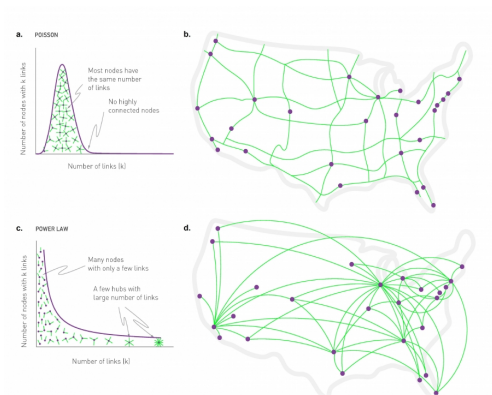 a. POISSON
Number of nodes with k links
Most nodes have
the same number
of links
No highly
connected nodes
Number of links (k)
b.
c. POWER LAW
Number of nodes with k links
Many nodes
with only a few links
A few hubs with
large number of links
Number of links (k)
d.